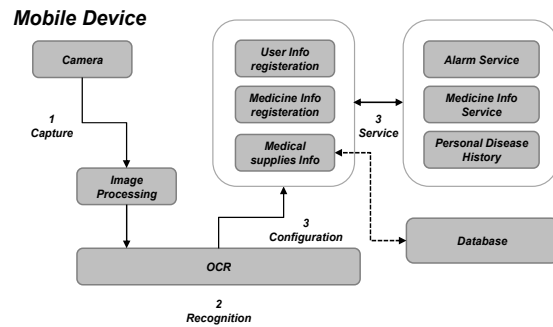 Mobile Device
Camera
1
Capture
Image
Processing
OCR
2
Recognition
User Info
registeration
Medicine Info
registeration
Medical
supplies Info
3
Configuration
3
Service
Alarm Service
Medicine Info
Service
Personal Disease
History
Database